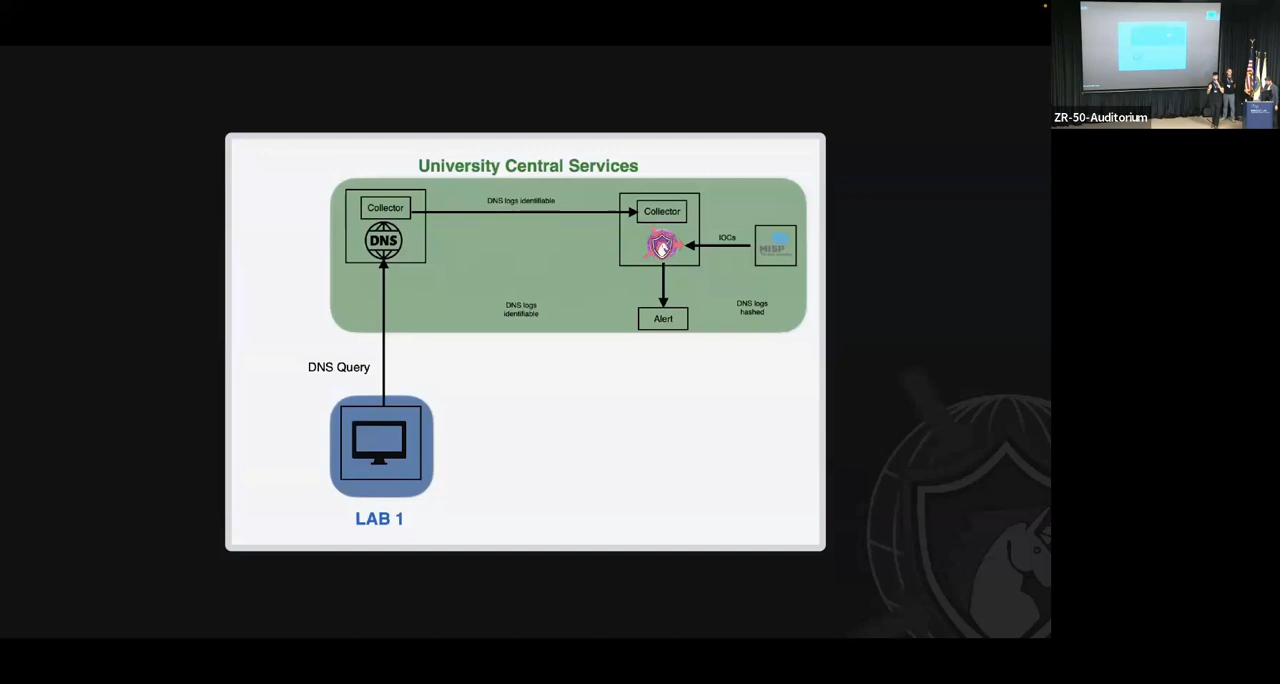 ZR-50-Auditorium
University Central Services
Collector
DNS
DNS logs identifiable
Collector
IOCs
MISP
DNS logs
identifiable
Alert
DNS logs
hashed
DNS Query
LAB 1